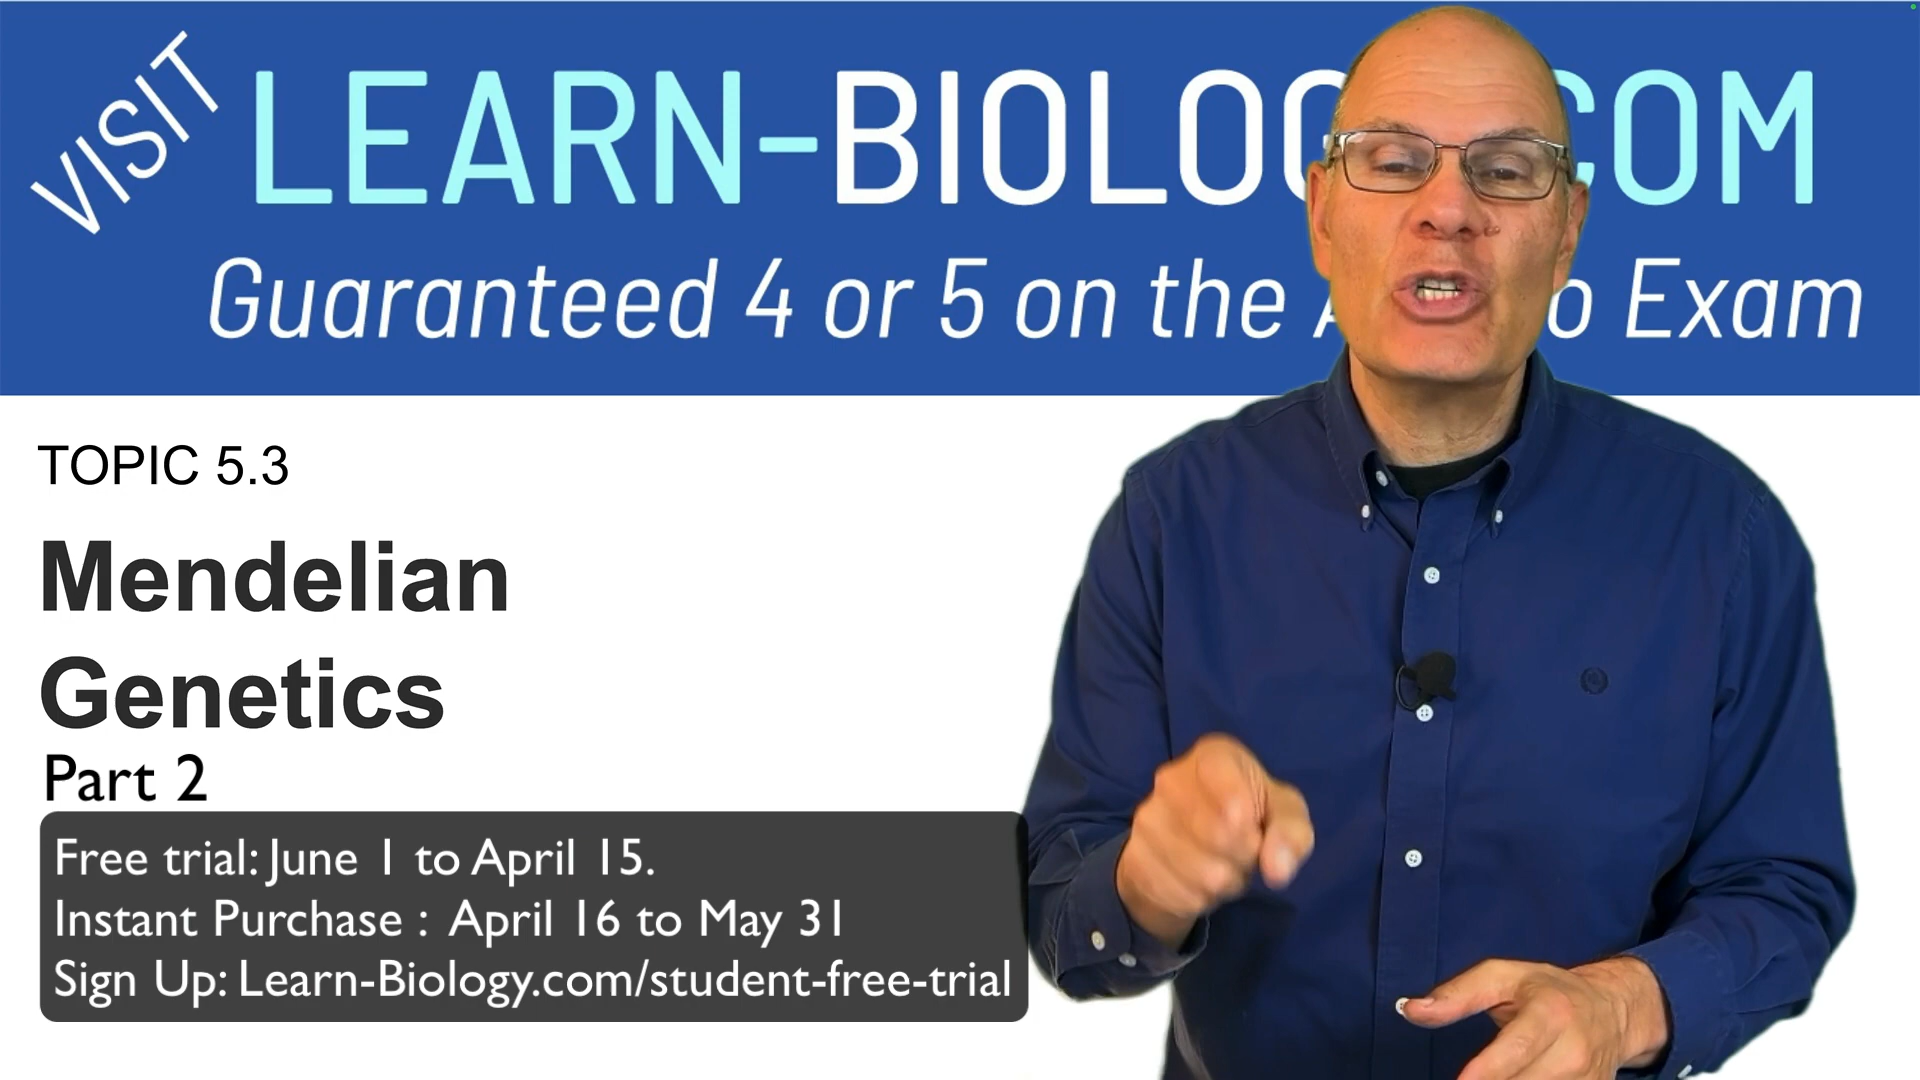 VISIT
LEARN-BIOLOG COM
Guaranteed 4 or 5 on the o Exam
TOPIC 5.3
Mendelian
Genetics
Part 2
Free trial: June 1 to April 15.
Instant Purchase : April 16 to May 31
Sign Up: Learn-Biology.com/student-free-trial